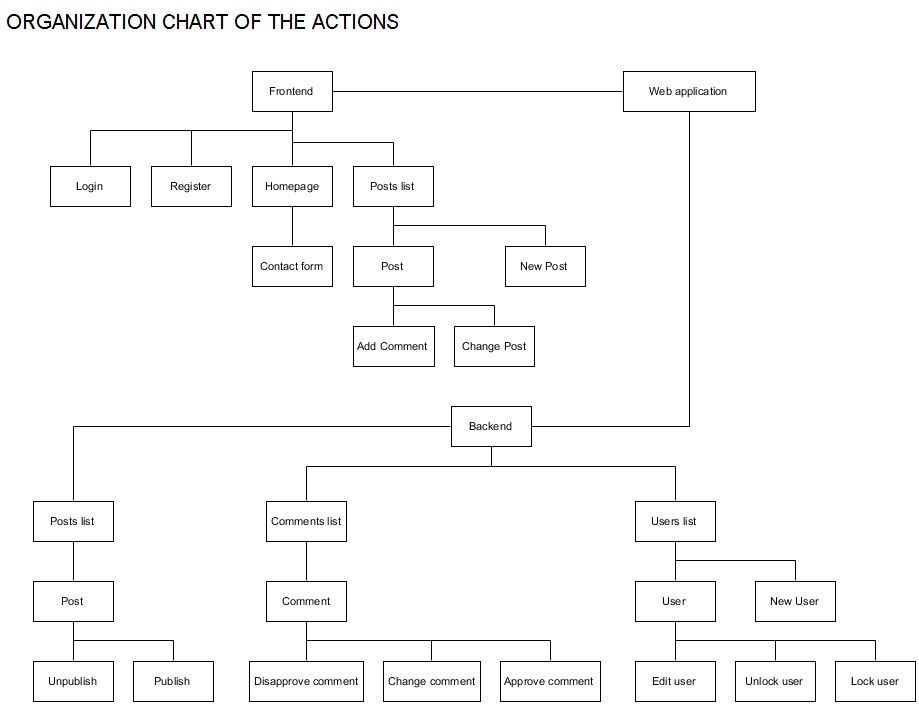 ORGANIZATION CHART OF THE ACTIONS
Frontend
Web application
Login
Register
Homepage
Posts list
Contact form
Post
New Post
Add Comment
Change Post
Backend
Posts list
Comments list
Users list
Post
Comment
User
New User
Unpublish
Publish
Disapprove comment
Change comment
Approve comment
Edit user
Unlock user
Lock user